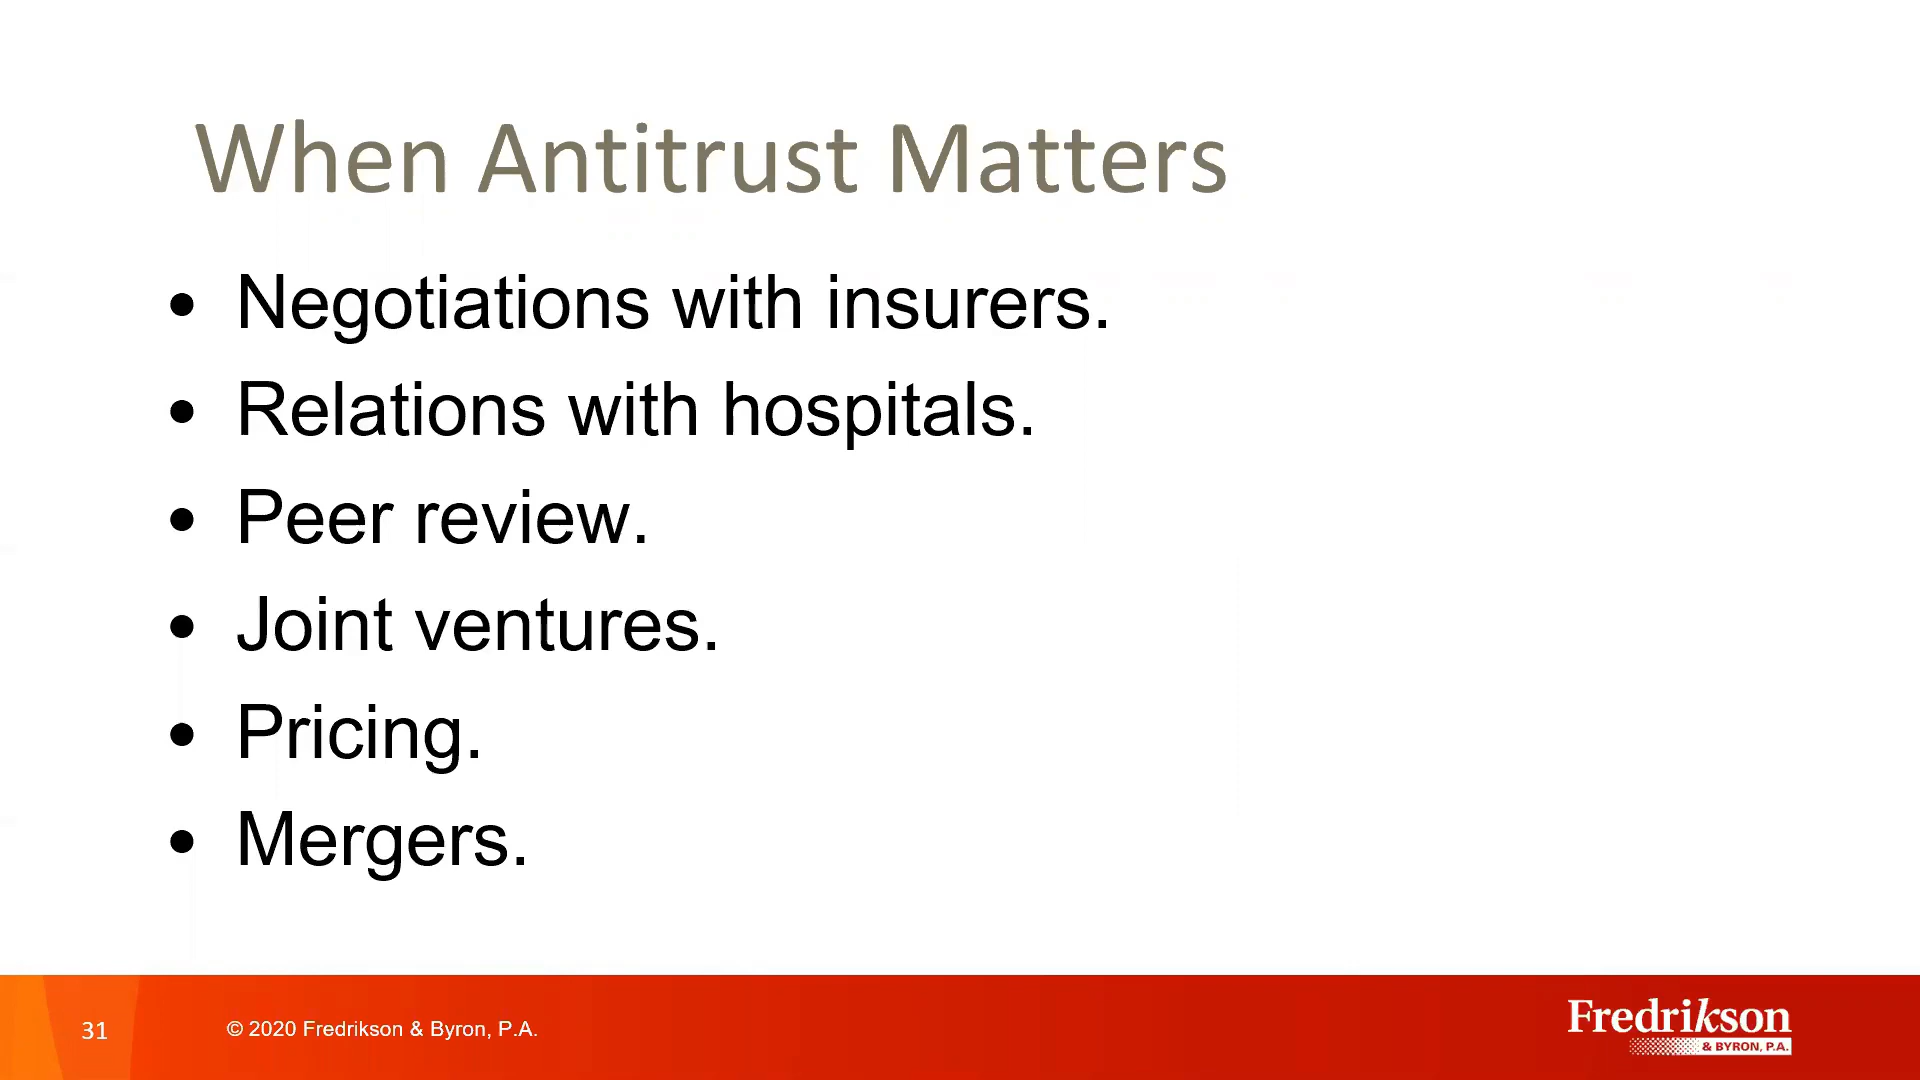 When Antitrust Matters
• Negotiations with insurers.
• Relations with hospitals.
• Peer review.
• Joint ventures.
• Pricing.
• Mergers.
31
© 2020 Fredrikson & Byron, P.A.
Fredrikson
& BYRON, P.A.